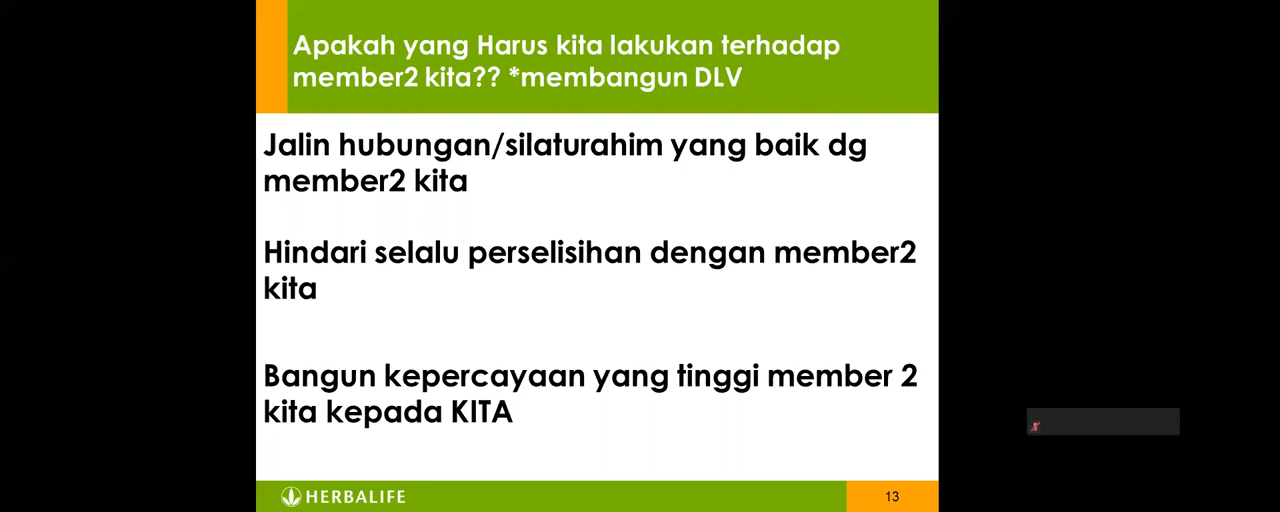 Apakah yang Harus kita lakukan terhadap
member2 kita?? *membangun DLV
Jalin hubungan/silaturahim yang baik dg
member2 kita
Hindari selalu perselisihan dengan member2
kita
Bangun kepercayaan yang tinggi member 2
kita kepada KITA
HERBALIFE
13